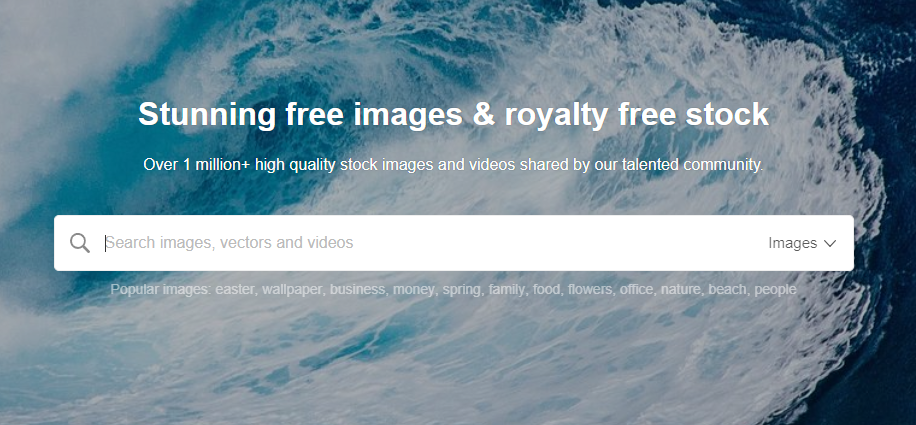 Stunning free images & royalty free stock
Over 1 million+ high quality stock images and videos shared by our talented community.
Search images, vectors and videos
Images
Popular images: easter, wallpaper, business, money, spring, family, food, flowers, office, nature, beach, people